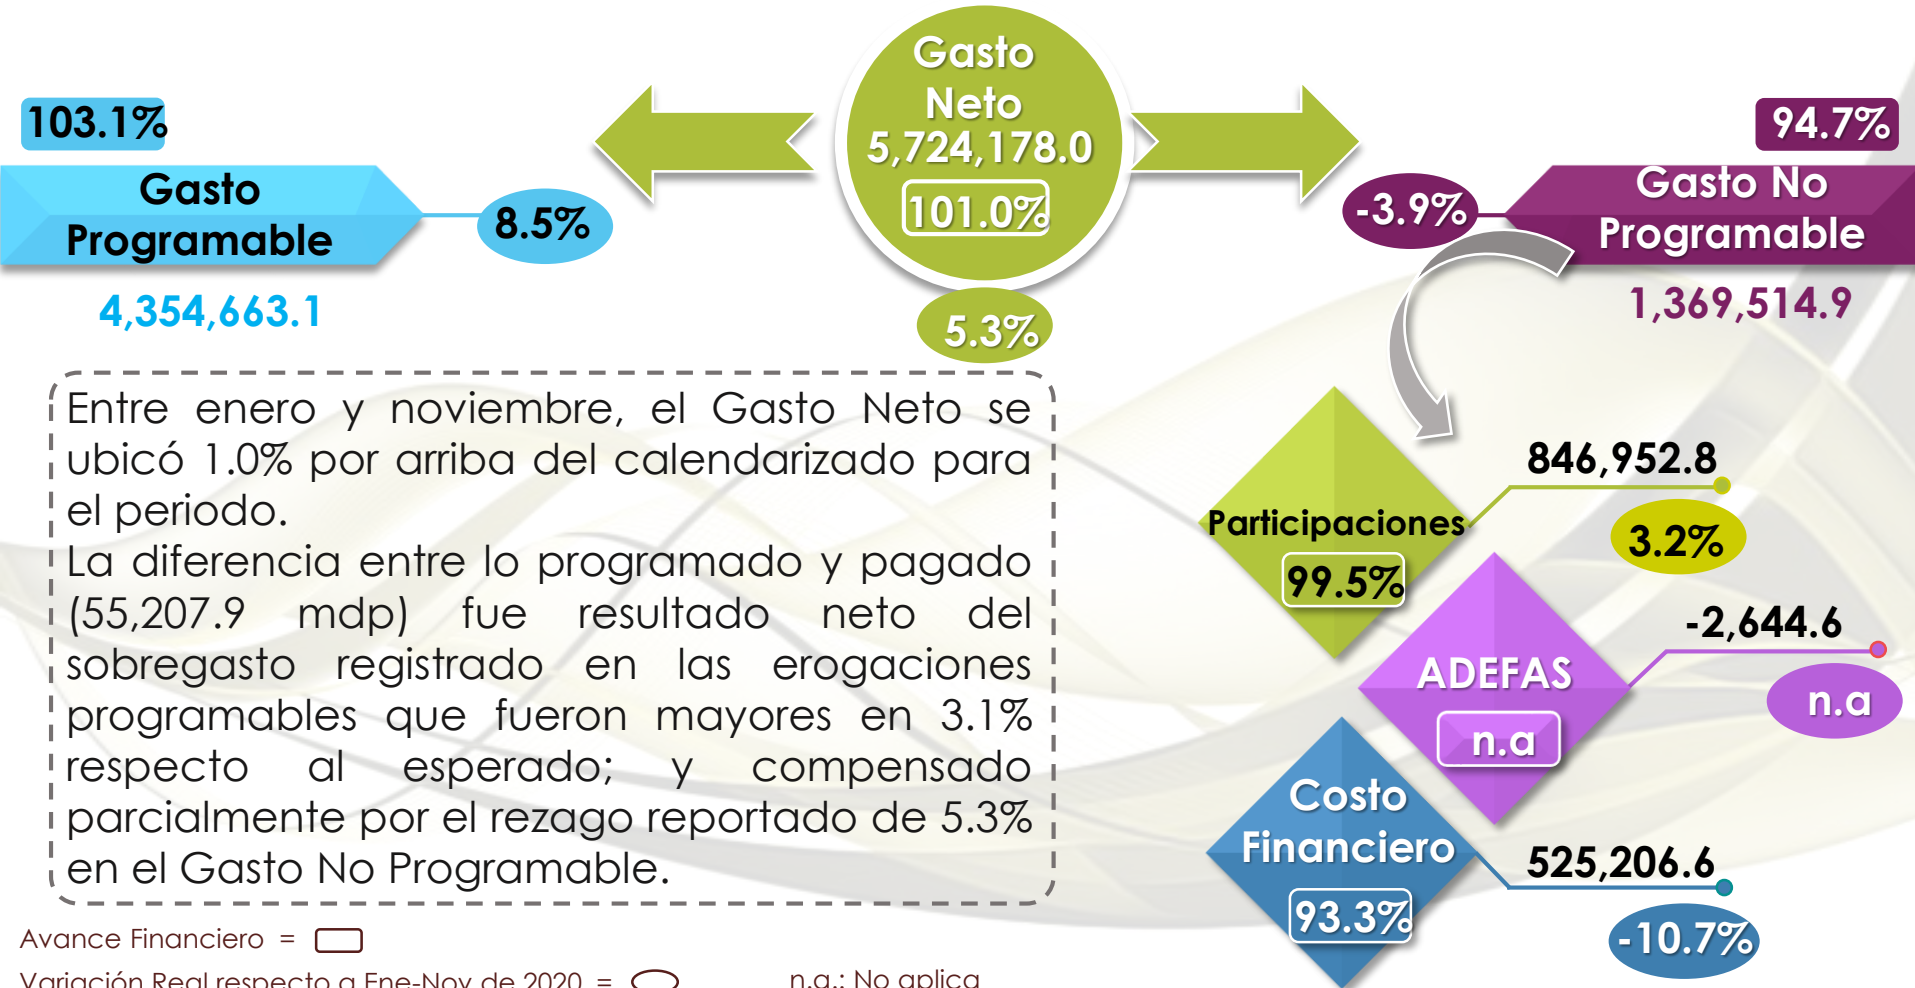 Gasto
Neto
5,724,178.0
101.0%
5.3%
103.1%
Gasto
Programable
8.5%
4,354,663.1
94.7%
-3.9%
Gasto No
Programable
1,369,514.9
Entre enero y noviembre, el Gasto Neto se
ubicó 1.0% por arriba del calendarizado para
el periodo.
La diferencia entre lo programado y pagado
(55,207.9 mdp) fue resultado neto del
sobregasto registrado en las erogaciones
programables que fueron mayores en 3.1%
respecto al esperado; y compensado
parcialmente por el rezago reportado de 5.3%
en el Gasto No Programable.
Participaciones
99.5%
846,952.8
3.2%
ADEFAS
n.a
-2,644.6
n.a
Costo
Financiero
93.3%
525,206.6
-10.7%
Avance Financiero =
Variación Real respecto a Ene-Nov de 2020 =
n.a.: No aplica